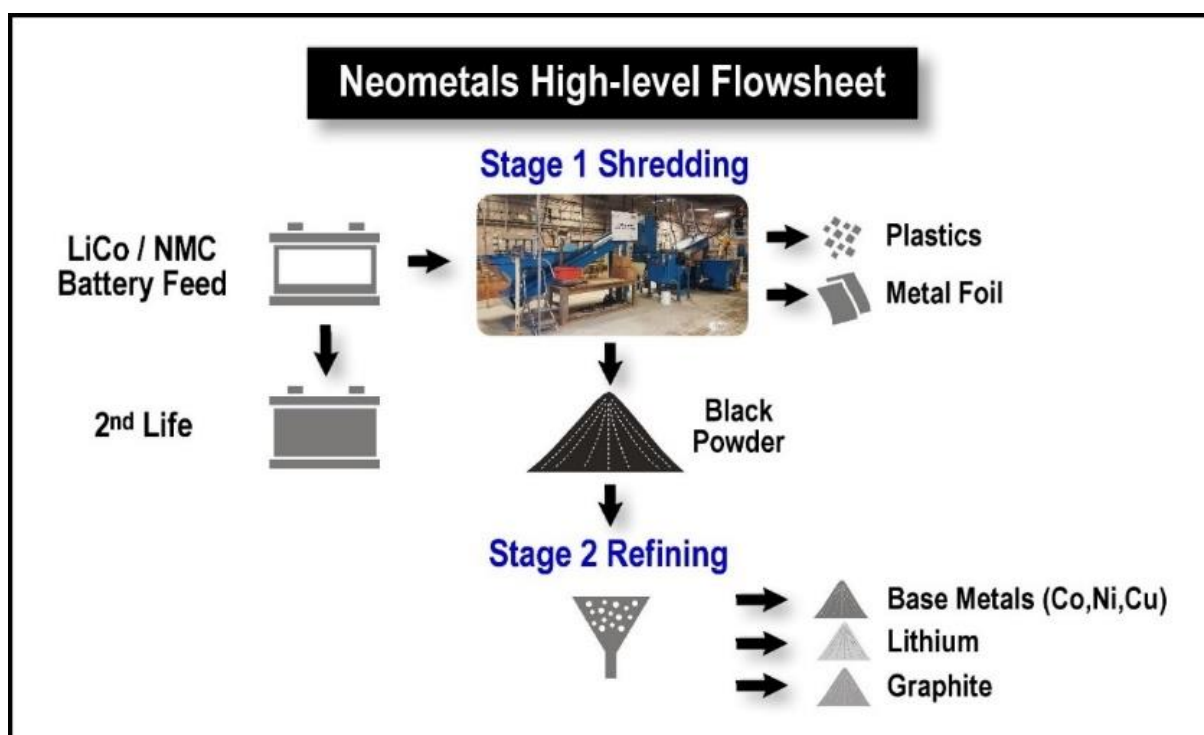 Neometals High-level Flowsheet
Stage 1 Shredding
LiCo / NMC
Battery Feed
Plastics
Metal Foil
2nd Life
Black
Powder
Stage 2 Refining
Base Metals (Co,Ni,Cu)
Lithium
Graphite